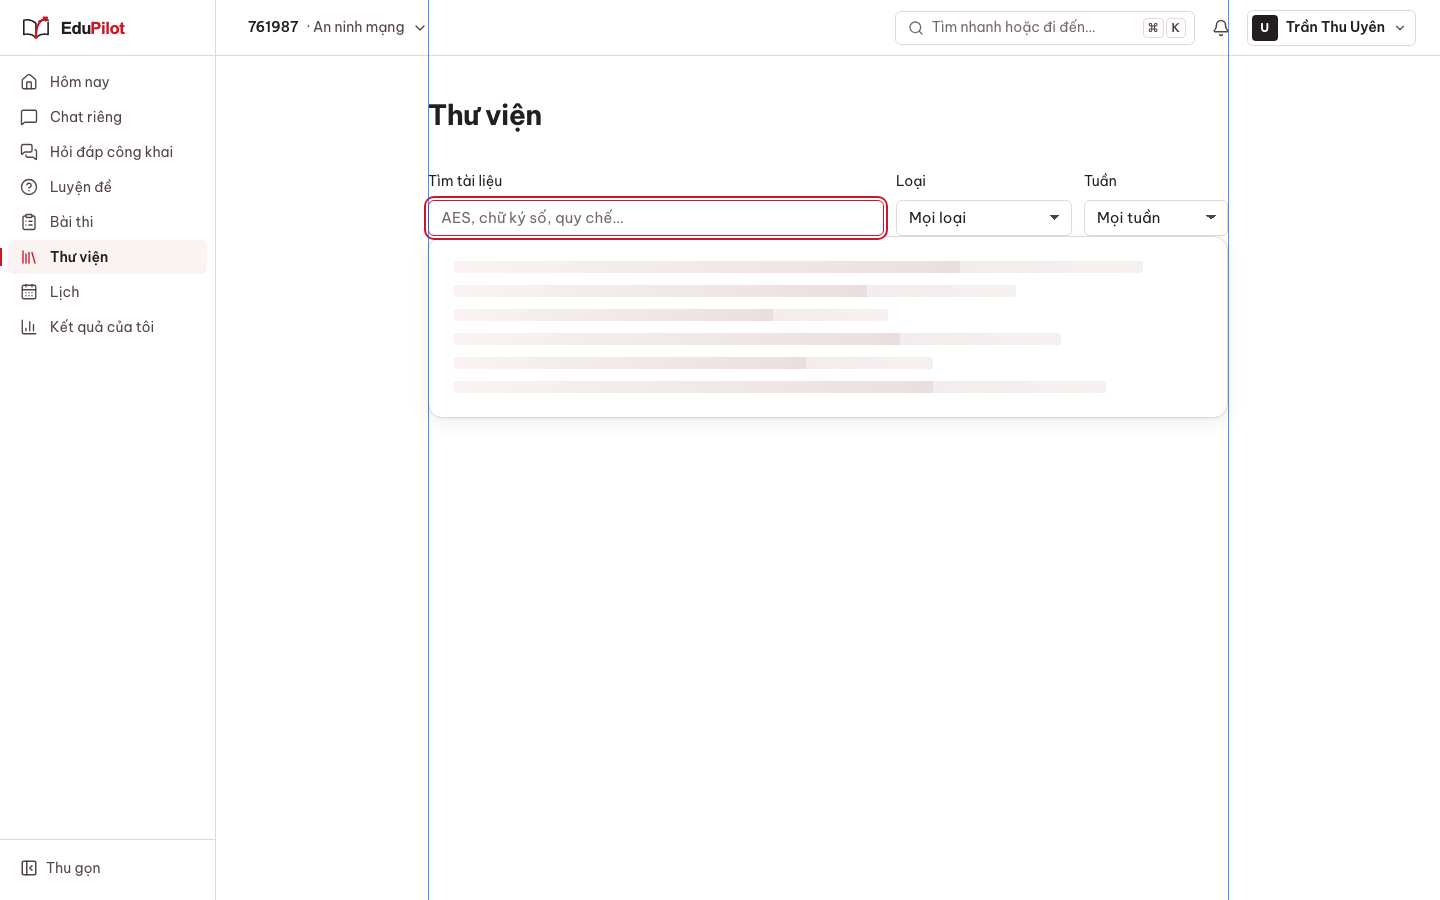 EduPilot
761987 · An ninh mạng
Tìm nhanh hoặc đi đến...
⌘ K
U
Trần Thu Uyên
Hôm nay
Chat riêng
Hỏi đáp công khai
Luyện đề
Bài thi
Thư viện
Lịch
Kết quả của tôi
Thu gọn
Thư viện
Tìm tài liệu
Loại
Tuần
AES, chữ ký số, quy chế...
Mọi loại
Mọi tuần